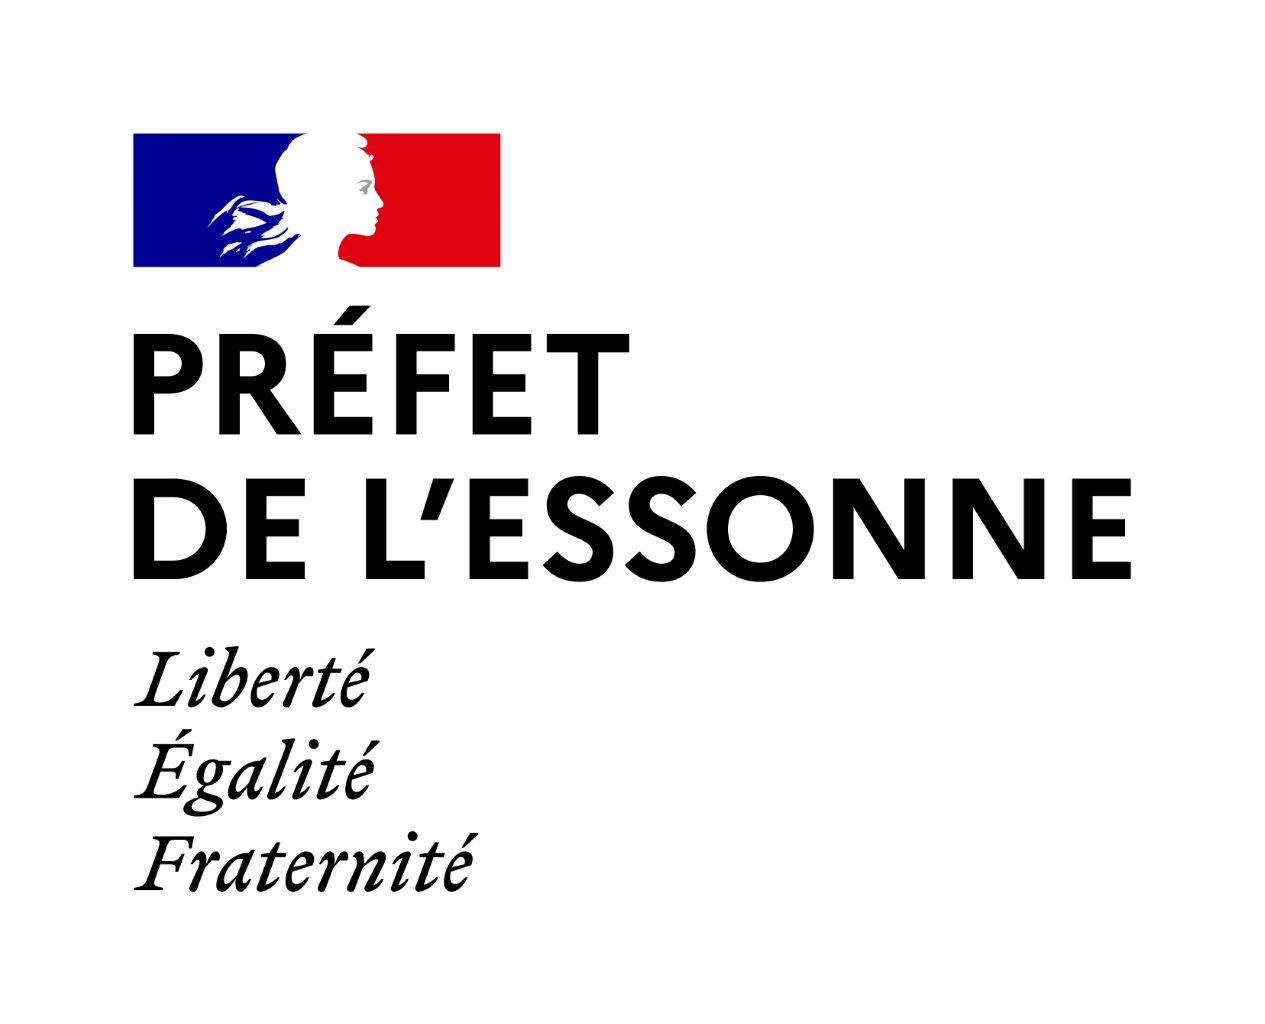 PRÉFET
DE L’ESSONNE
Liberté
Égalité
Fraternité